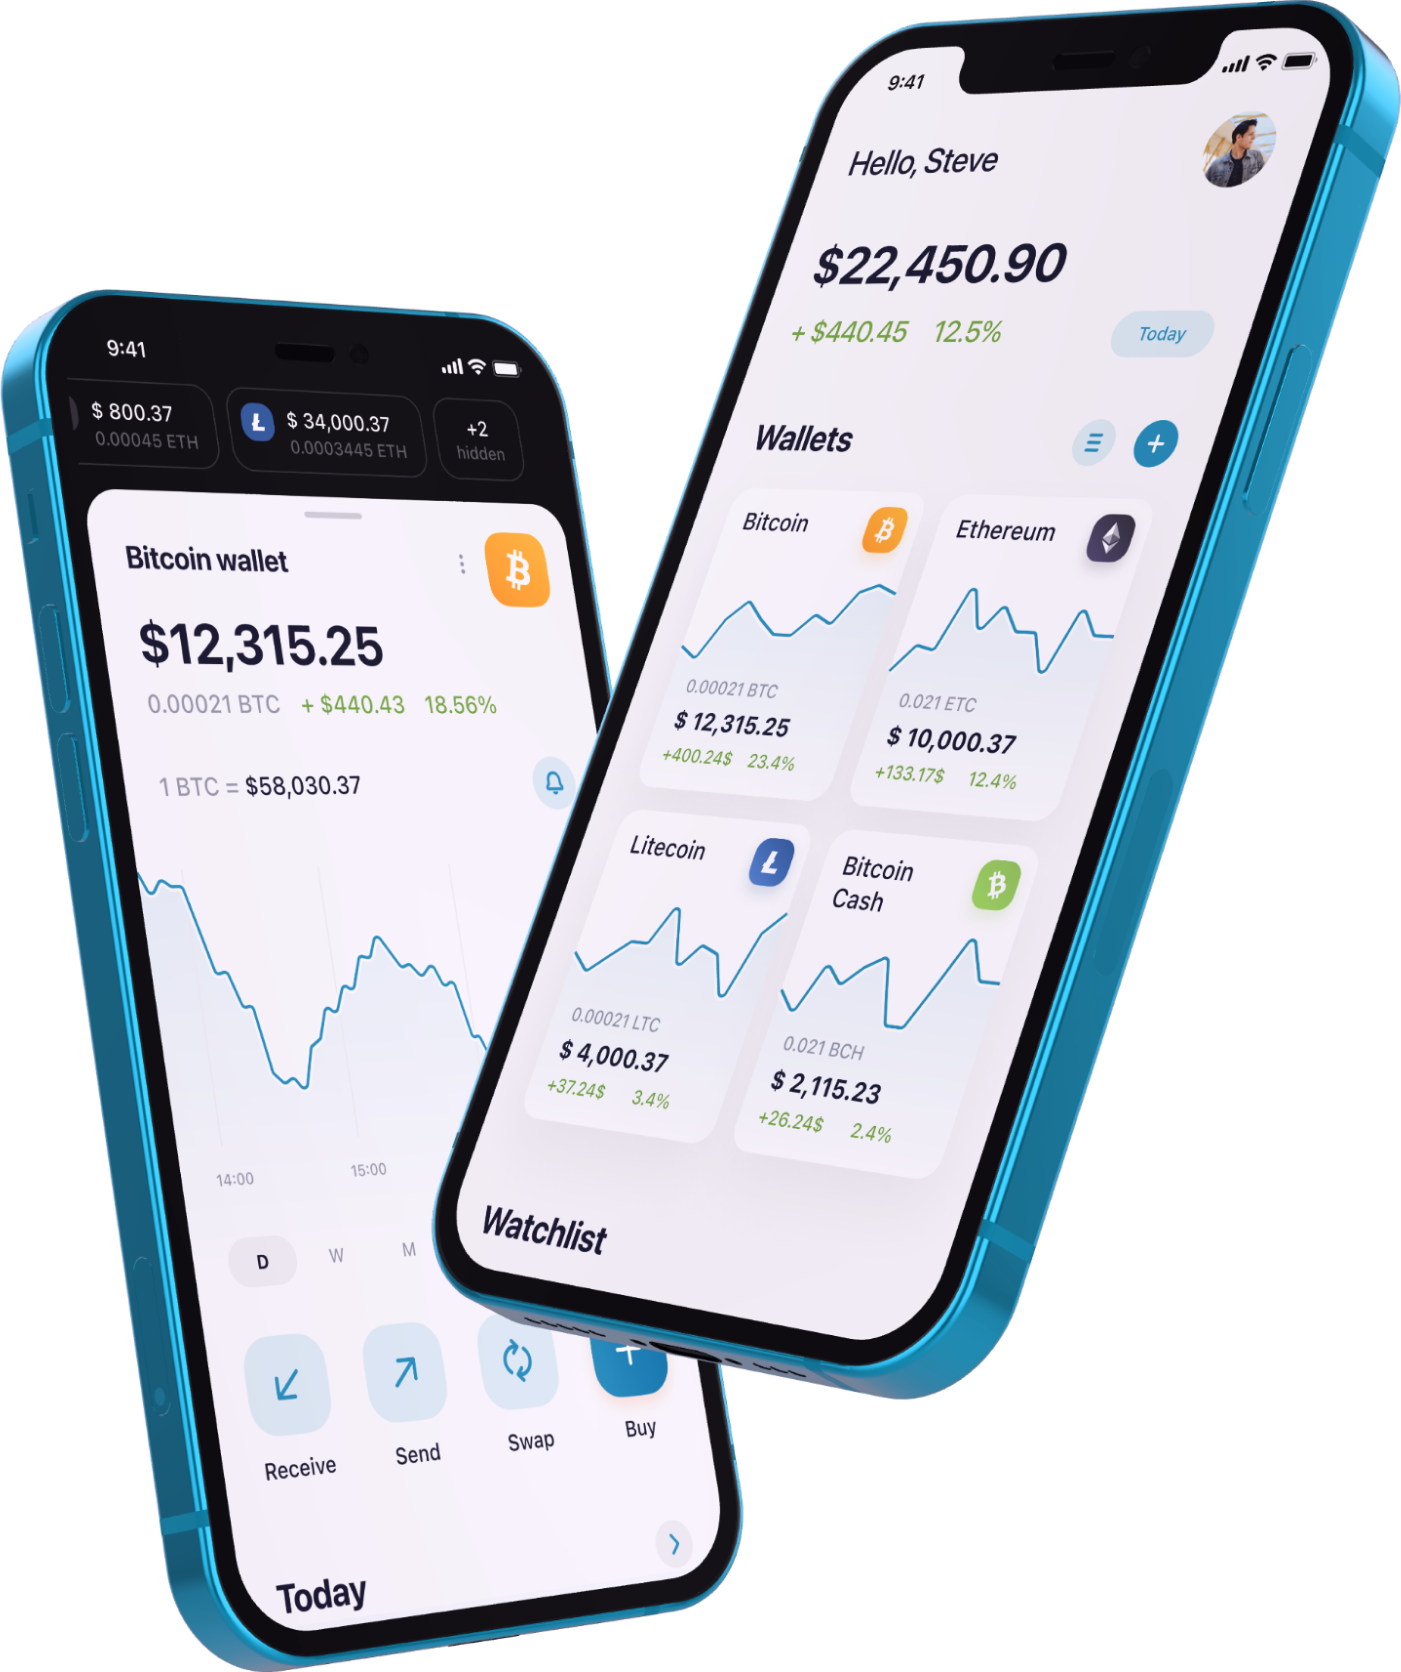 9:41
$ 800.37
0.00045 ETH
$ 34,000.37
0.0003445 ETH
+2
hidden
Bitcoin wallet
$12,315.25
0.00021 BTC + $440.43 18.56%
1 BTC = $58,030.37
14:00 15:00
D W M
Receive Send Swap Buy
Today
9:41
Hello, Steve
$22,450.90
+ $440.45 12.5%
Today
Wallets
Bitcoin
0.00021 BTC
$ 12,315.25
+400.24$ 23.4%
Ethereum
0.021 ETC
$ 10,000.37
+133.17$ 12.4%
Litecoin
0.00021 LTC
$ 4,000.37
+37.24$ 3.4%
Bitcoin
Cash
0.021 BCH
$ 2,115.23
+26.24$ 2.4%
Watchlist